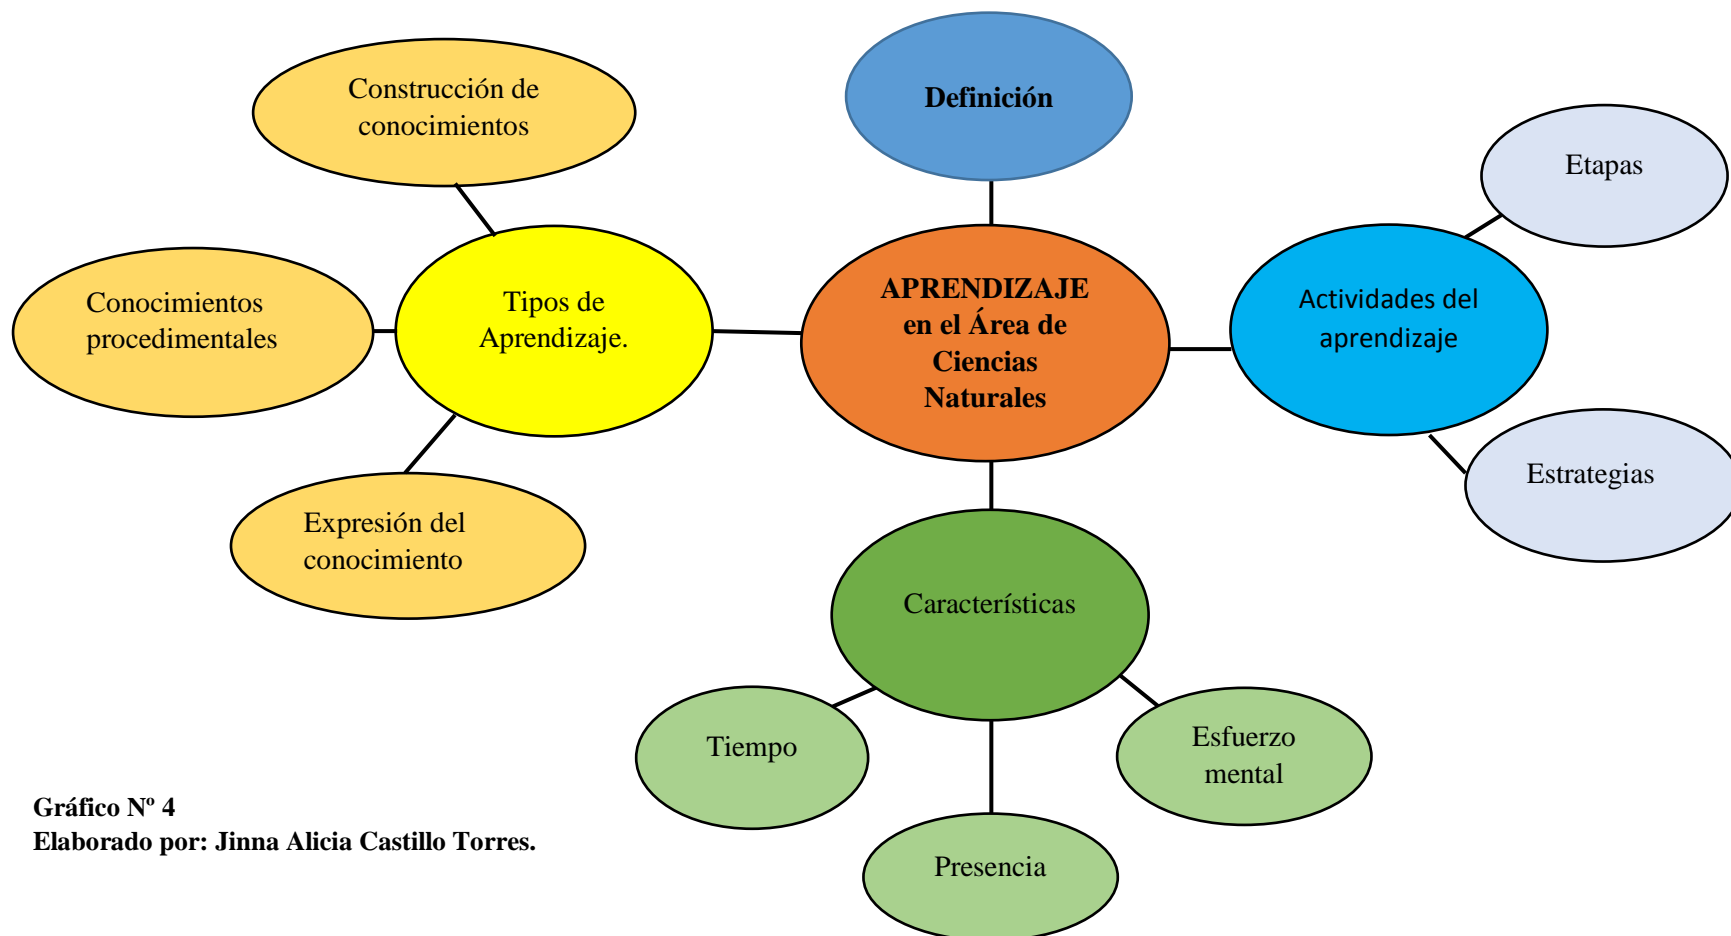 Construcción de
conocimientos
Definición
Etapas
Conocimientos
procedimentales
Tipos de
Aprendizaje.
APRENDIZAJE
en el Área de
Ciencias
Naturales
Actividades del
aprendizaje
Estrategias
Expresión del
conocimiento
Característícas
Tiempo
Esfuerzo
mental
Presencia
Gráfico Nº 4
Elaborado por: Jinna Alicia Castillo Torres.